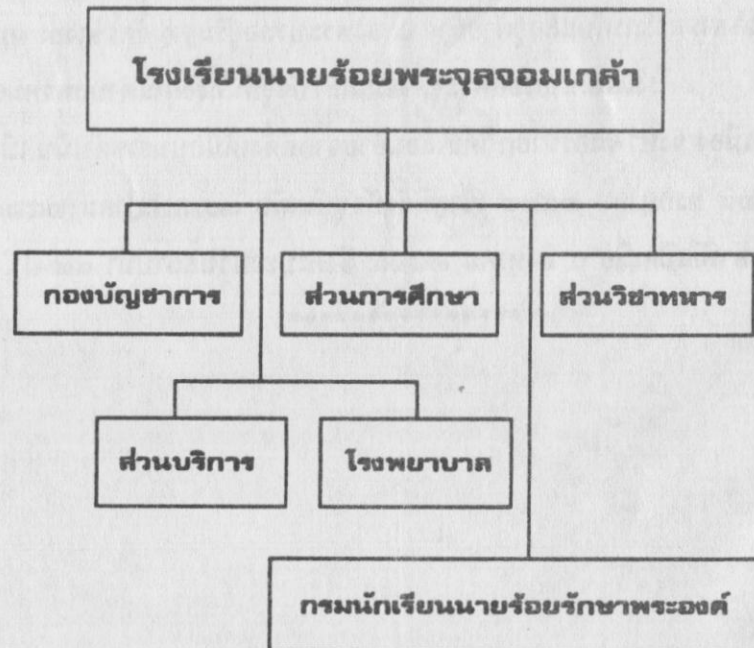 โรงเรียนนายร้อยพระจุลจอมเกล้า
กองบัญชาการ
ส่วนการศึกษา
ส่วนวิชาทหาร
ส่วนบริการ
โรงพยาบาล
กรมนักเรียนนายร้อยรักษาพระองค์